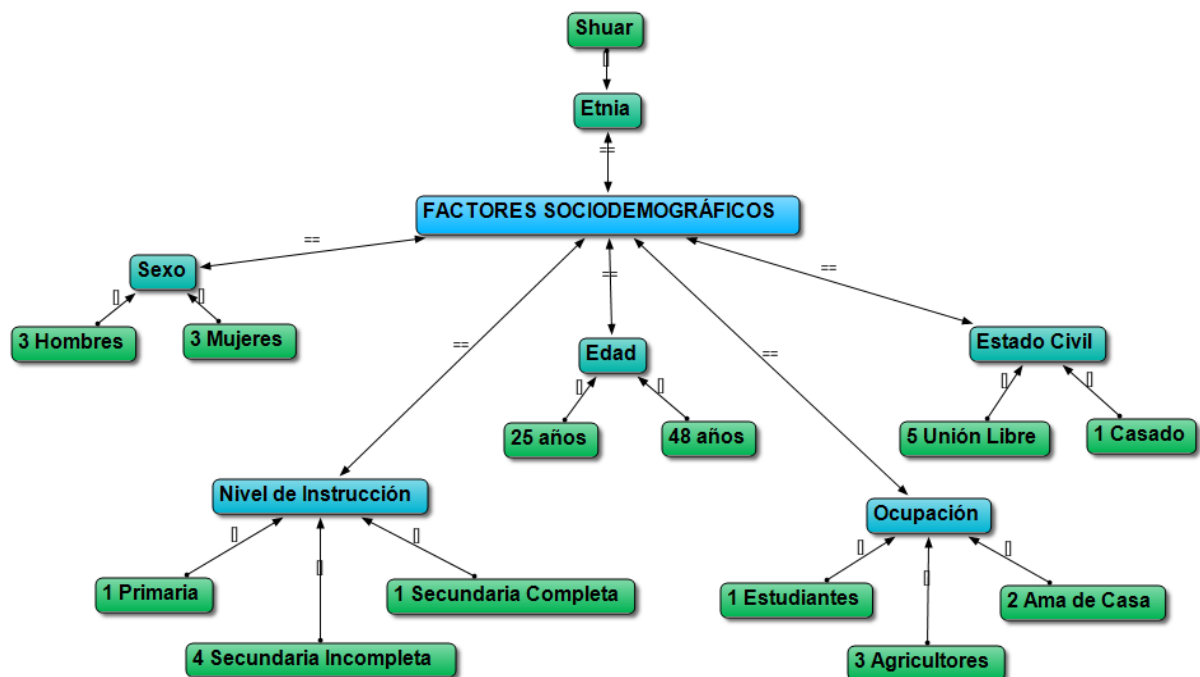 Shuar
[]
Etnia
==
FACTORES SOCIODEMOGRÁFICOS
==
==
==
Sexo
[]
[]
3 Hombres
3 Mujeres
==
==
Edad
[]
[]
25 años
48 años
Estado Civil
[]
[]
5 Unión Libre
1 Casado
Nivel de Instrucción
[]
[]
[]
1 Primaria
1 Secundaria Completa
4 Secundaria Incompleta
Ocupación
[]
[]
[]
1 Estudiantes
2 Ama de Casa
3 Agricultores